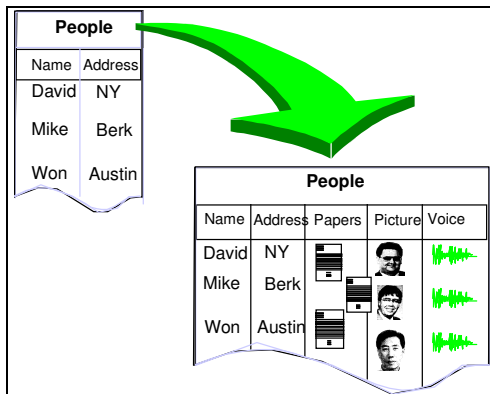 People
Name Address
David NY
Mike Berk
Won Austin
People
Name Address Papers Picture Voice
David NY
Mike Berk
Won Austin